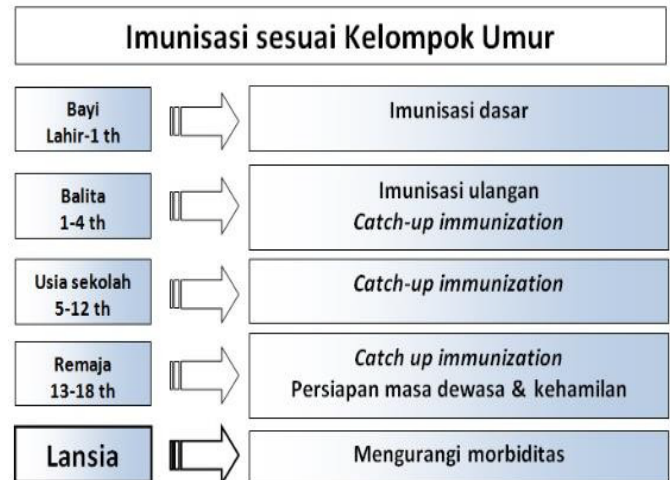 Imunisasi sesuai Kelompok Umur
Bayi
Lahir-1 th
Imunisasi dasar
Balita
1-4 th
Imunisasi ulangan
Catch-up immunization
Usia sekolah
5-12 th
Catch-up immunization
Remaja
13-18 th
Catch up immunization
Persiapan masa dewasa & kehamilan
Lansia
Mengurangi morbiditas